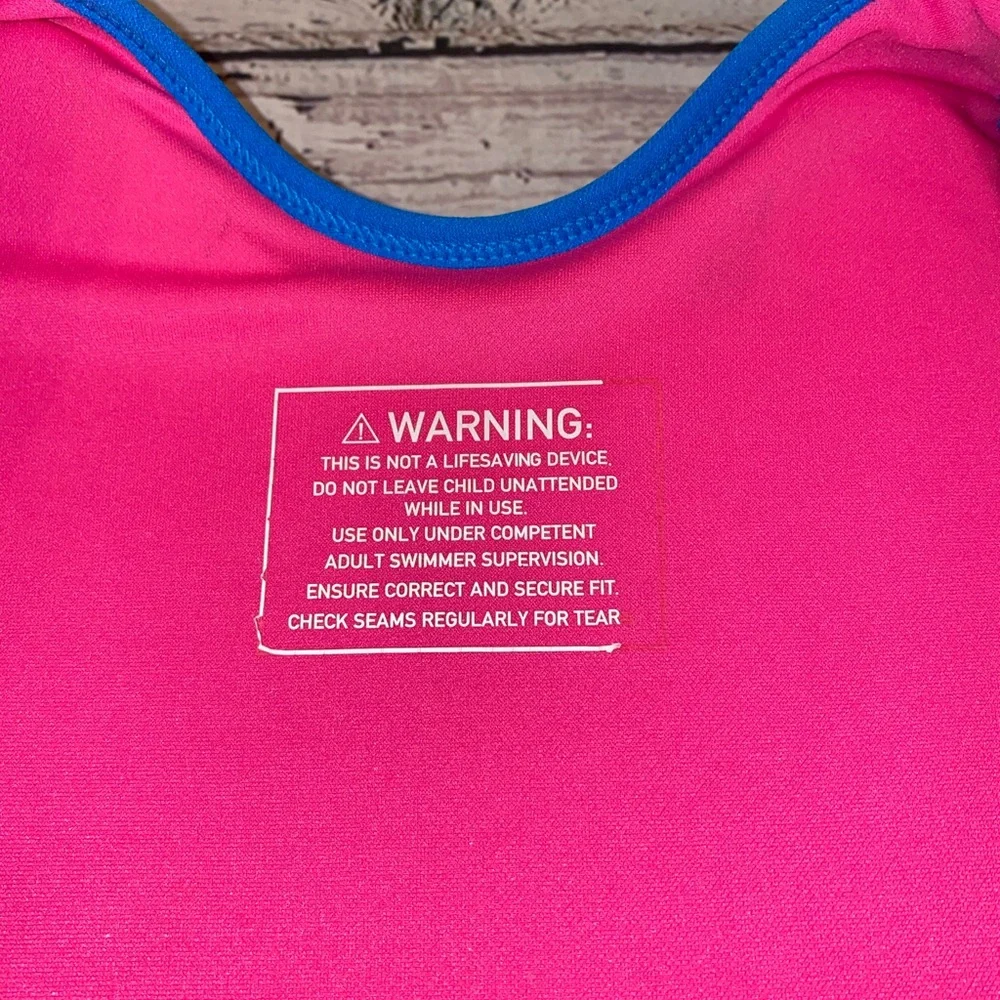 ⚠ WARNING:
THIS IS NOT A LIFESAVING DEVICE.
DO NOT LEAVE CHILD UNATTENDED
WHILE IN USE.
USE ONLY UNDER COMPETENT
ADULT SWIMMER SUPERVISION.
ENSURE CORRECT AND SECURE FIT.
CHECK SEAMS REGULARLY FOR TEAR